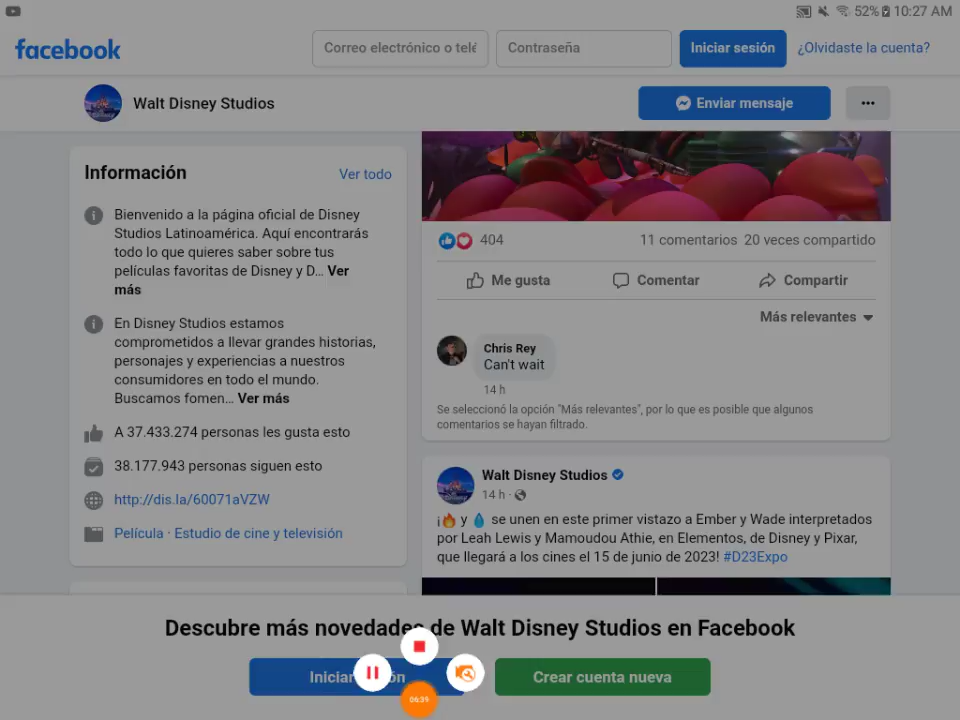 52% 10:27 AM
facebook
Correo electrónico o telé
Contraseña
Iniciar sesión
¿Olvidaste la cuenta?
Walt Disney Studios
Enviar mensaje
Información
Ver todo
Bienvenido a la página oficial de Disney
Studios Latinoamérica. Aquí encontrarás
todo lo que quieres saber sobre tus
películas favoritas de Disney y D... Ver
más
En Disney Studios estamos
comprometidos a llevar grandes historias,
personajes y experiencias a nuestros
consumidores en todo el mundo.
Buscamos fomen... Ver más
A 37.433.274 personas les gusta esto
38.177.943 personas siguen esto
http://dis.la/60071aVZW
Película · Estudio de cine y televisión
404
11 comentarios 20 veces compartido
Me gusta
Comentar
Compartir
Más relevantes
Chris Rey
Can't wait
14 h
Se seleccionó la opción "Más relevantes", por lo que es posible que algunos
comentarios se hayan filtrado.
Walt Disney Studios
14 h ·
¡🔥 y 💧 se unen en este primer vistazo a Ember y Wade interpretados
por Leah Lewis y Mamoudou Athie, en Elementos, de Disney y Pixar,
que llegará a los cines el 15 de junio de 2023! #D23Expo
Descubre más novedades de Walt Disney Studios en Facebook
Crear cuenta nueva